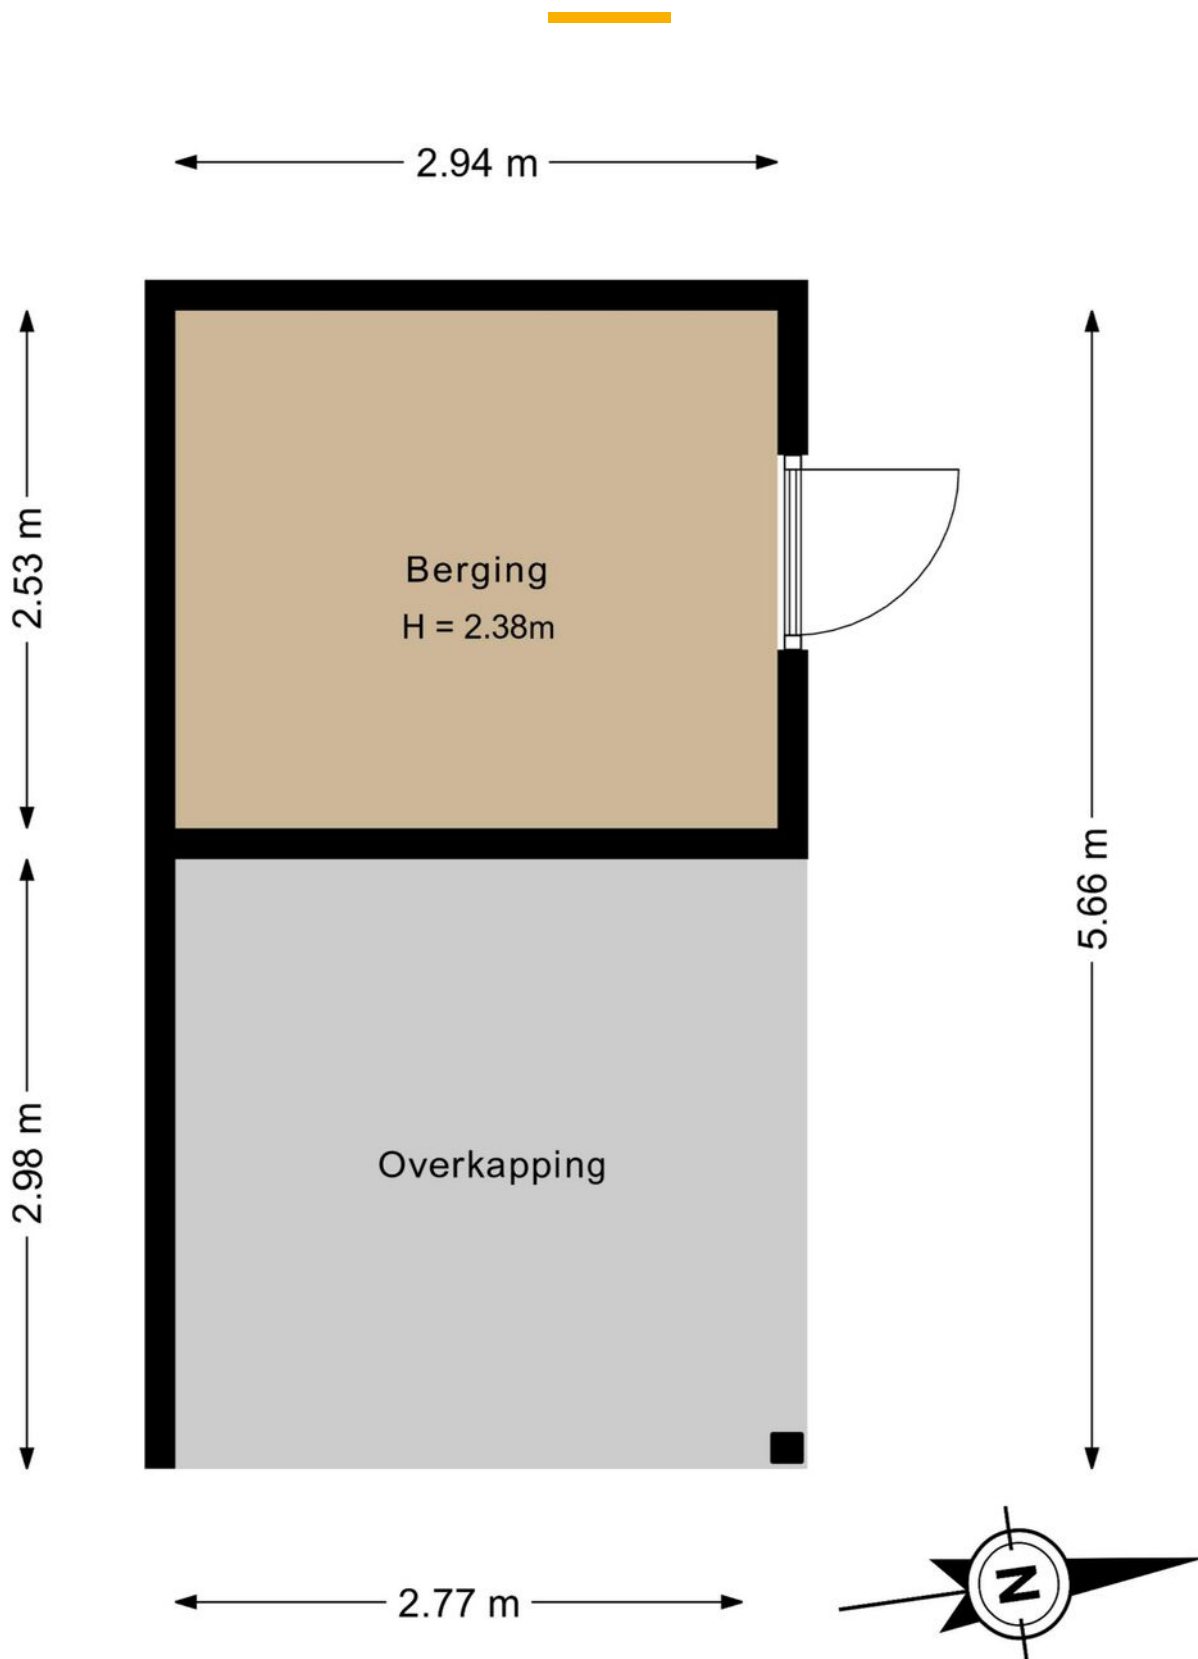 2.94 m
2.53 m
Berging
H = 2.38m
5.66 m
2.98 m
Overkapping
2.77 m
N